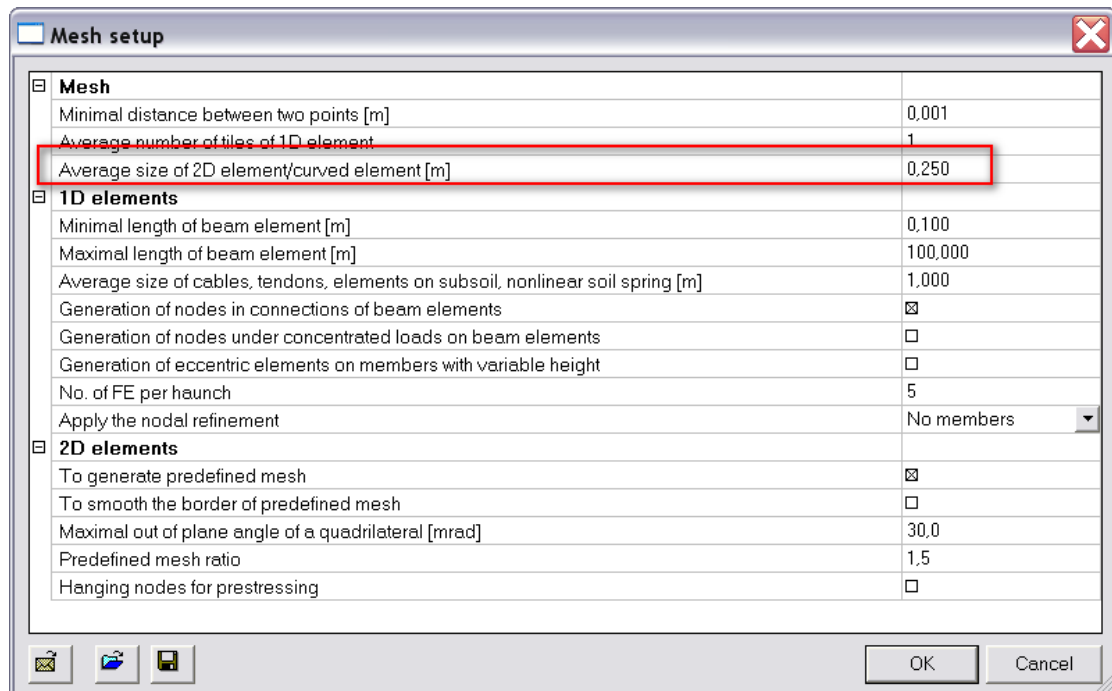 Mesh setup
Mesh
Minimal distance between two points [m] 0,001
Average number of tiles of 1D element 1
Average size of 2D element/curved element [m] 0,250
1D elements
Minimal length of beam element [m] 0,100
Maximal length of beam element [m] 100,000
Average size of cables, tendons, elements on subsoil, nonlinear soil spring [m] 1,000
Generation of nodes in connections of beam elements
Generation of nodes under concentrated loads on beam elements
Generation of eccentric elements on members with variable height
No. of FE per haunch 5
Apply the nodal refinement No members
2D elements
To generate predefined mesh
To smooth the border of predefined mesh
Maximal out of plane angle of a quadrilateral [mrad] 30,0
Predefined mesh ratio 1,5
Hanging nodes for prestressing
OK Cancel